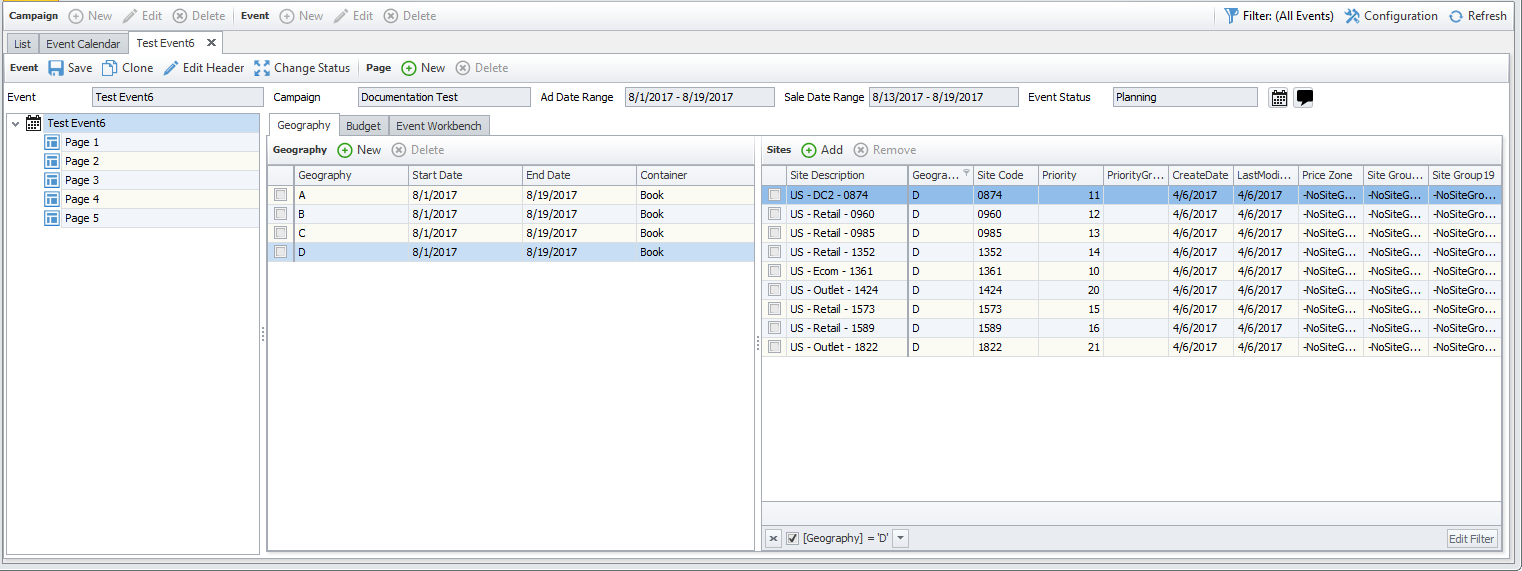 Campaign New Edit Delete Event New Edit Delete Filter: (All Events) Configuration Refresh
List Event Calendar Test Event6
Event Save Clone Edit Header Change Status Page New Delete
Event Test Event6 Campaign Documentation Test Ad Date Range 8/1/2017 - 8/19/2017 Sale Date Range 8/13/2017 - 8/19/2017 Event Status Planning
Test Event6
Page 1
Page 2
Page 3
Page 4
Page 5
Geography Budget Event Workbench
Geography New Delete
Geography Start Date End Date Container
A 8/1/2017 8/19/2017 Book
B 8/1/2017 8/19/2017 Book
C 8/1/2017 8/19/2017 Book
D 8/1/2017 8/19/2017 Book
Sites Add Remove
Site Description Geogra... Site Code Priority PriorityGr... CreateDate LastModi... Price Zone Site Grou... Site Group19
US - DC2 - 0874 D 0874 11 4/6/2017 4/6/2017 -NoSiteG... -NoSiteG... -NoSiteGro...
US - Retail - 0960 D 0960 12 4/6/2017 4/6/2017 -NoSiteG... -NoSiteG... -NoSiteGro...
US - Retail - 0985 D 0985 13 4/6/2017 4/6/2017 -NoSiteG... -NoSiteG... -NoSiteGro...
US - Retail - 1352 D 1352 14 4/6/2017 4/6/2017 -NoSiteG... -NoSiteG... -NoSiteGro...
US - Ecom - 1361 D 1361 10 4/6/2017 4/6/2017 -NoSiteG... -NoSiteG... -NoSiteGro...
US - Outlet - 1424 D 1424 20 4/6/2017 4/6/2017 -NoSiteG... -NoSiteG... -NoSiteGro...
US - Retail - 1573 D 1573 15 4/6/2017 4/6/2017 -NoSiteG... -NoSiteG... -NoSiteGro...
US - Retail - 1589 D 1589 16 4/6/2017 4/6/2017 -NoSiteG... -NoSiteG... -NoSiteGro...
US - Outlet - 1822 D 1822 21 4/6/2017 4/6/2017 -NoSiteG... -NoSiteG... -NoSiteGro...
[Geography] = 'D' Edit Filter